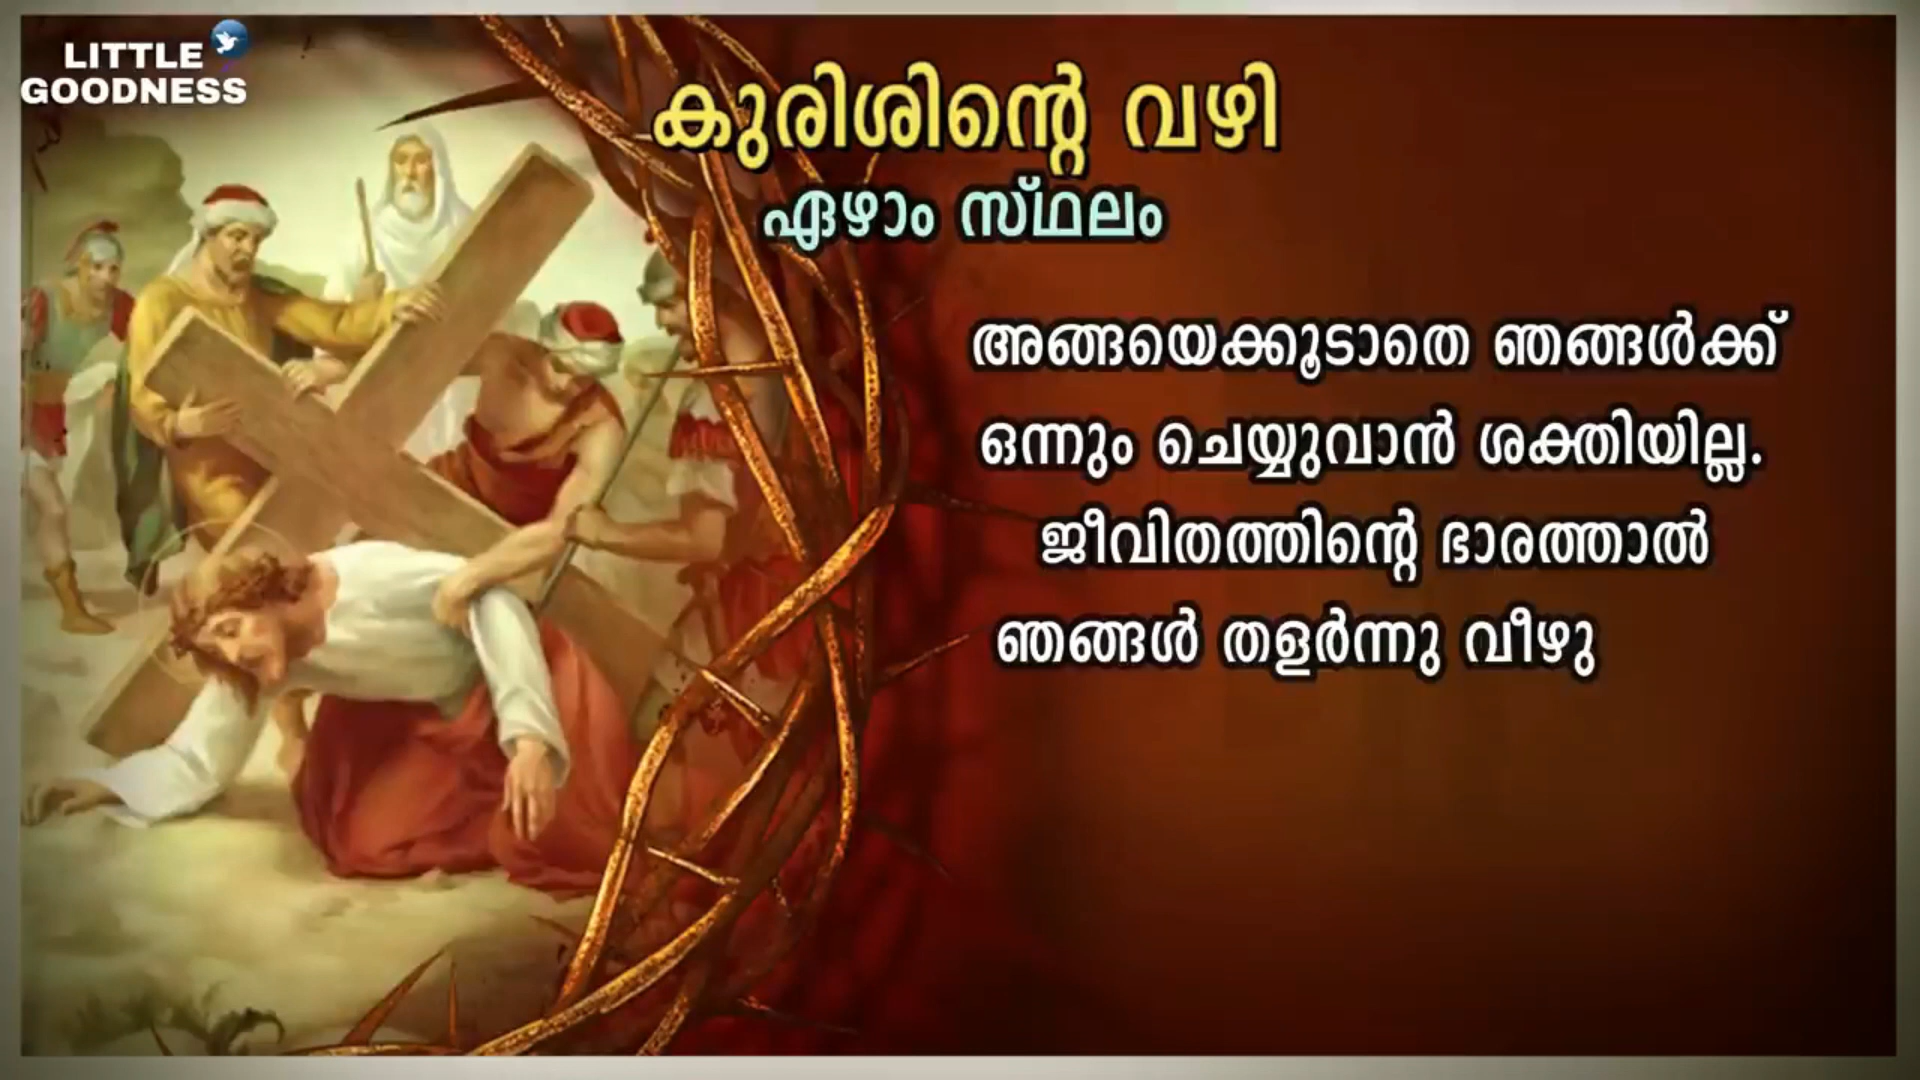 LITTLE
GOODNESS
കുരിശിന്റെ വഴി
ഏഴാം സ്ഥലം
അങ്ങയെക്കൂടാതെ ഞങ്ങൾക്ക്
ഒന്നും ചെയ്യുവാൻ ശക്തിയില്ല.
ജീവിതത്തിന്റെ ഭാരത്താൽ
ഞങ്ങൾ തളർന്നു വീഴു